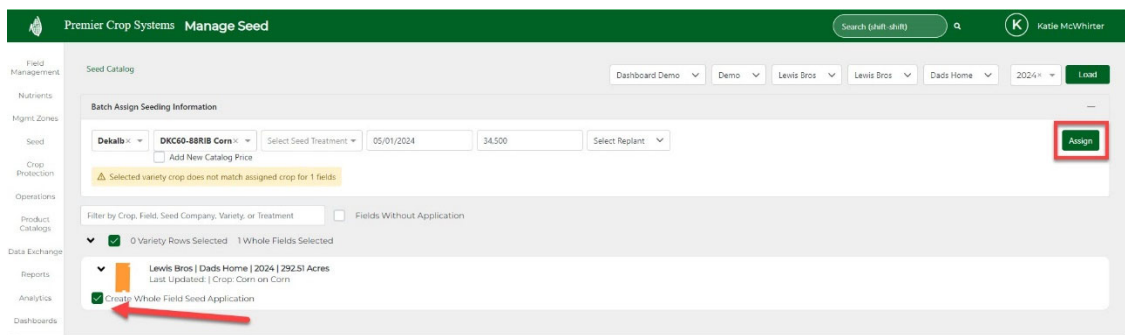 Premier Crop Systems Manage Seed
Search (shift-shift)
K Katie McWhirter
Field Management
Nutrients
Mgmt Zones
Seed
Crop Protection
Operations
Product Catalogs
Data Exchange
Reports
Analytics
Dashboards
Seed Catalog
Dashboard Demo Demo Lewis Bros Lewis Bros Dads Home 2024× Load
Batch Assign Seeding Information
Dekalb× DKC60-88RIB Corn× Select Seed Treatment 05/01/2024 34,500 Select Replant Assign
Add New Catalog Price
Selected variety crop does not match assigned crop for 1 fields
Filter by Crop, Field, Seed Company, Variety, or Treatment Fields Without Application
0 Variety Rows Selected 1 Whole Fields Selected
Lewis Bros | Dads Home | 2024 | 292.51 Acres
Last Updated: | Crop: Corn on Corn
Create Whole Field Seed Application